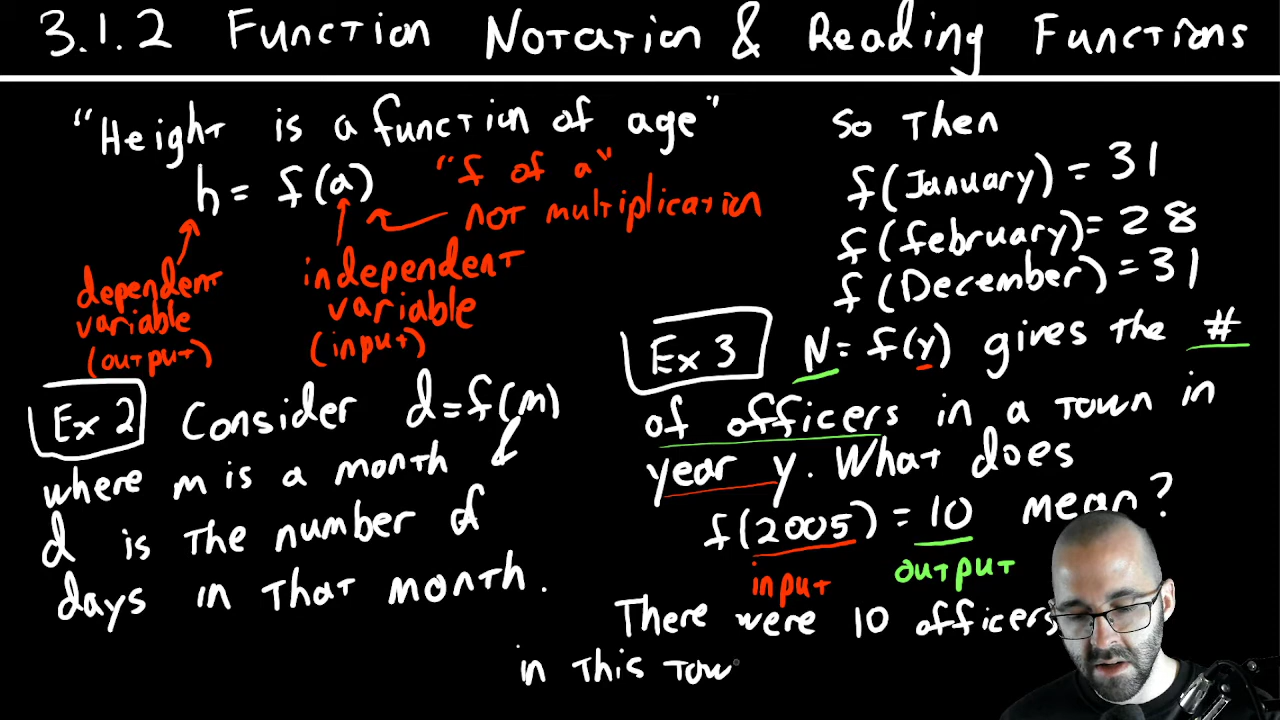 3.1.2 Function Notation & Reading Functions
"Height is a function of age"
h = f(a)
"f of a"
not multiplication
dependent
variable
(output)
independent
variable
(input)
Ex 2 Consider d=f(m)
where m is a month &
d is the number of
days in that month.
So then
f(January) = 31
f(february)= 28
f(December) = 31
Ex 3 N= f(y) gives the #
of officers in a town in
year y. What does
f(2005) = 10 mean?
input
output
There were 10 officers
in this tow